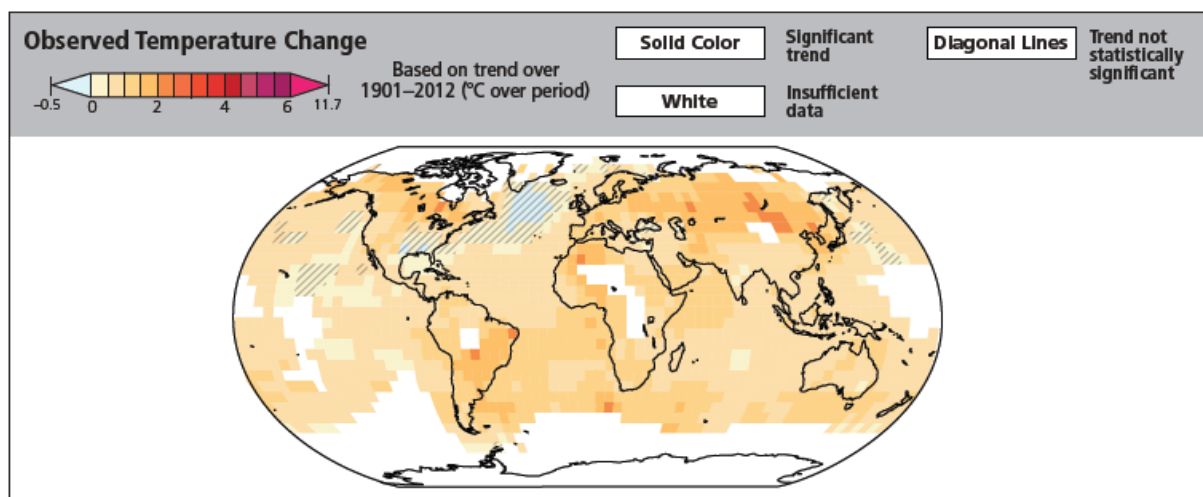 Observed Temperature Change
−0.5 0 2 4 6 11.7
Based on trend over
1901–2012 (°C over period)
Solid Color
Significant
trend
White
Insufficient
data
Diagonal Lines
Trend not
statistically
significant